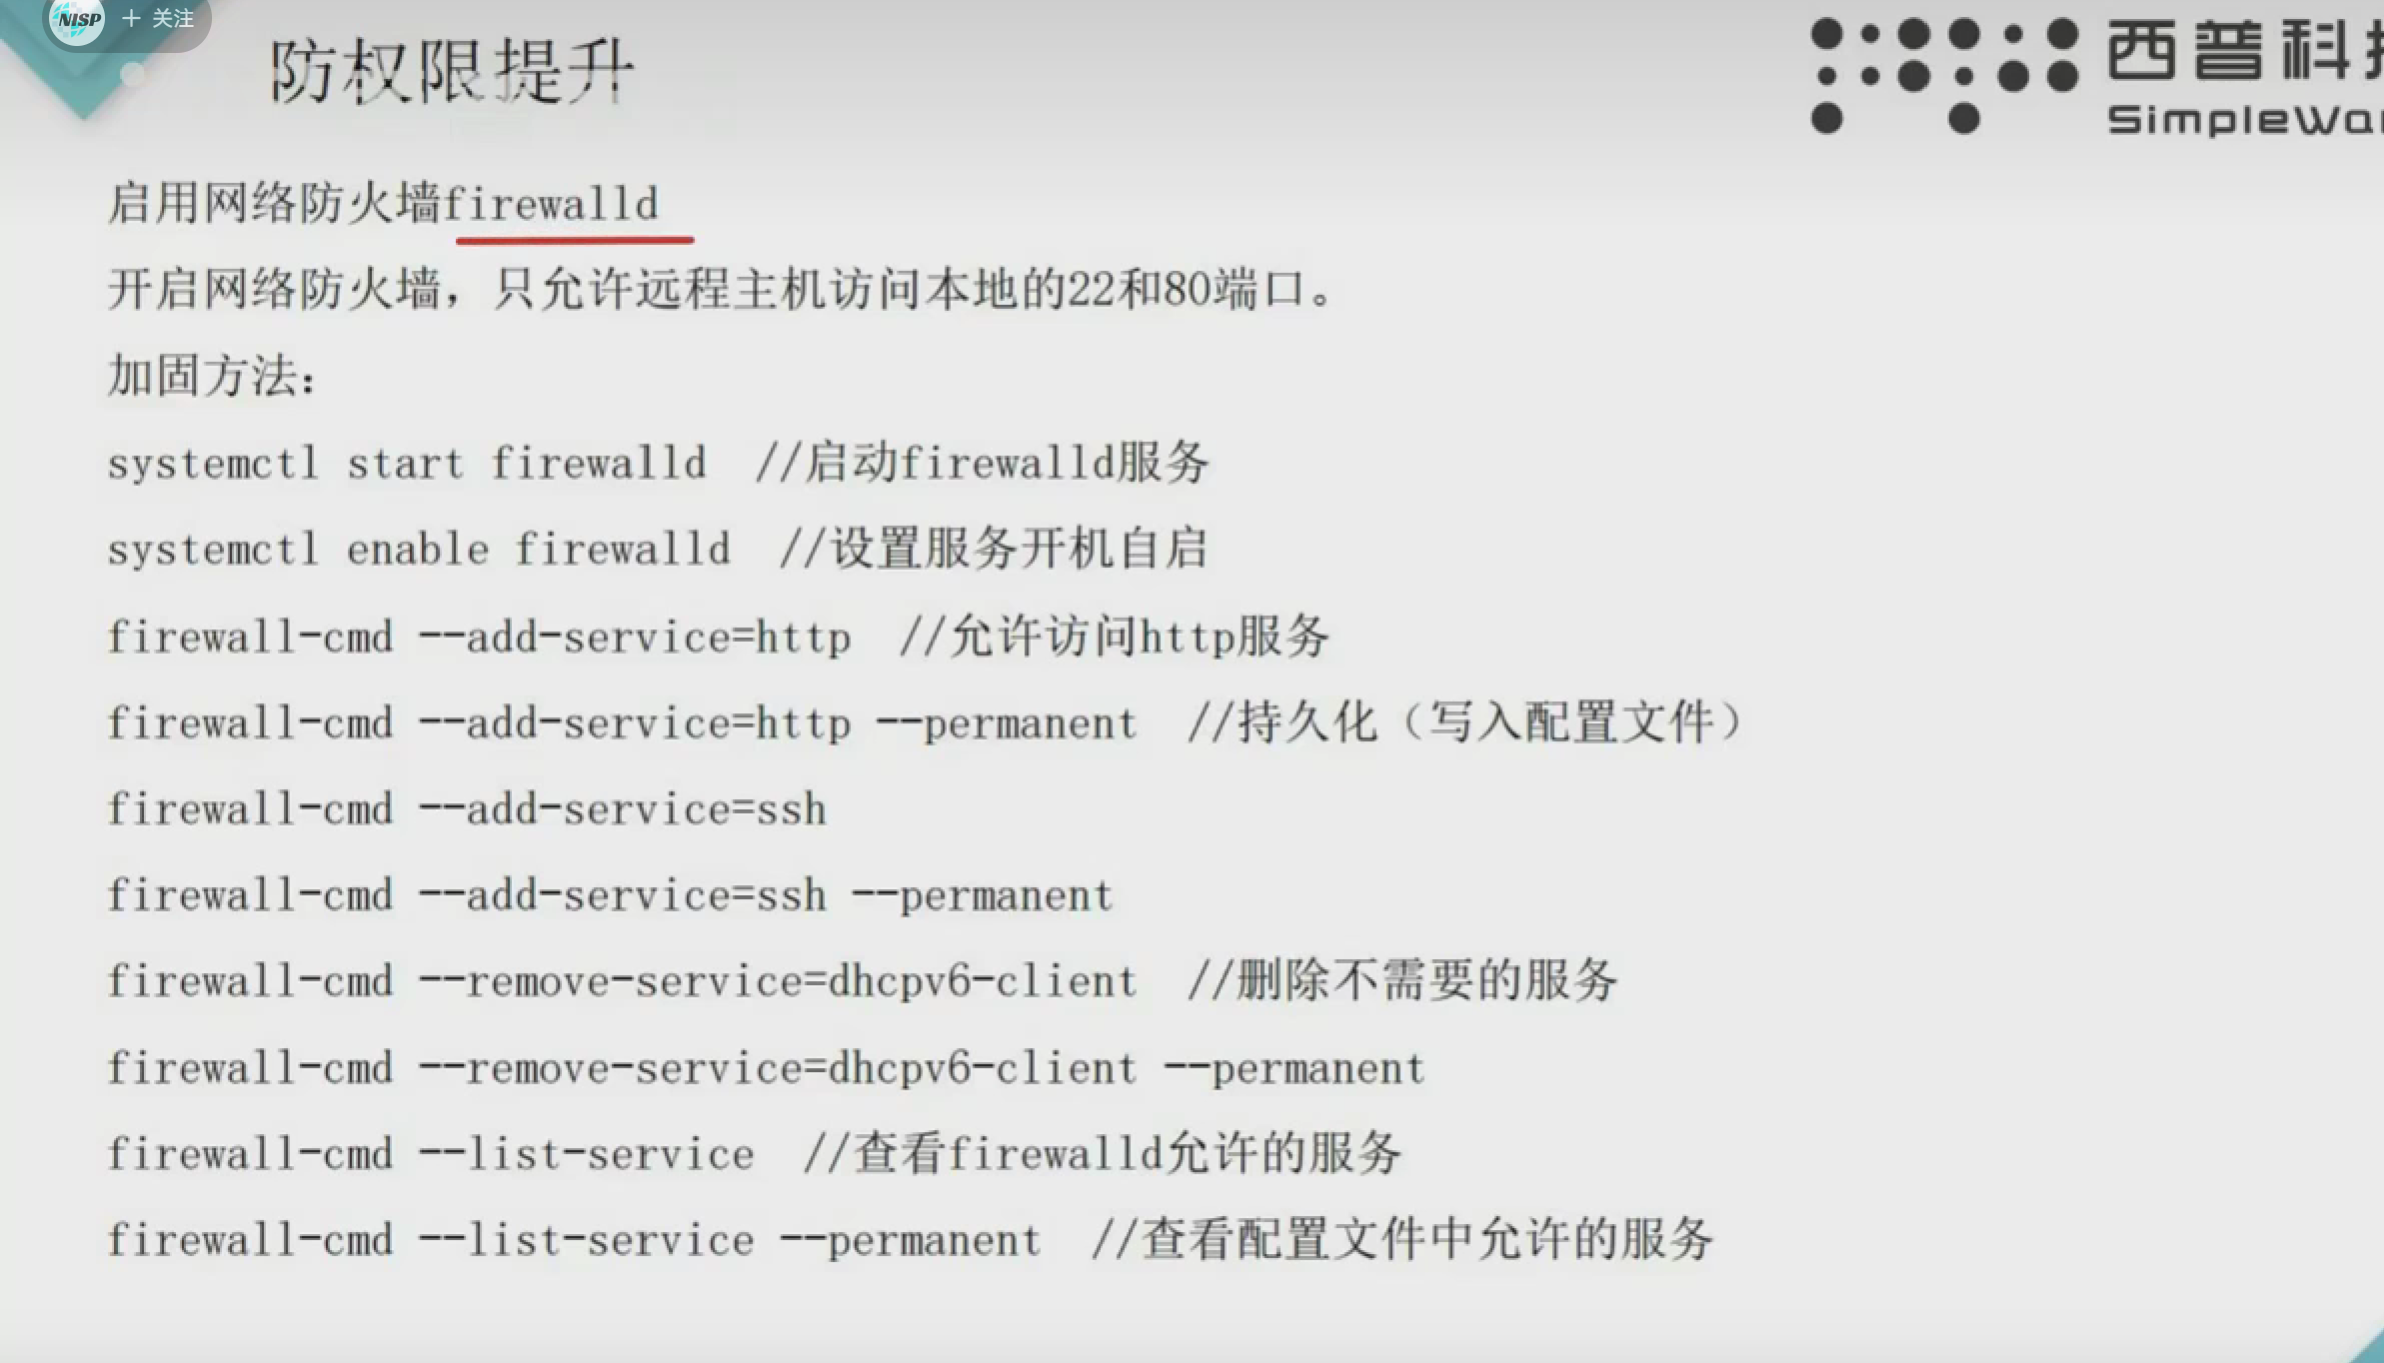 NISP
+ 关注
防权限提升
西普科
SimpleWa
启用网络防火墙firewalld
开启网络防火墙，只允许远程主机访问本地的22和80端口。
加固方法：
systemctl start firewalld //启动firewalld服务
systemctl enable firewalld //设置服务开机自启
firewall-cmd --add-service=http //允许访问http服务
firewall-cmd --add-service=http --permanent //持久化（写入配置文件）
firewall-cmd --add-service=ssh
firewall-cmd --add-service=ssh --permanent
firewall-cmd --remove-service=dhcpv6-client //删除不需要的服务
firewall-cmd --remove-service=dhcpv6-client --permanent
firewall-cmd --list-service //查看firewalld允许的服务
firewall-cmd --list-service --permanent //查看配置文件中允许的服务